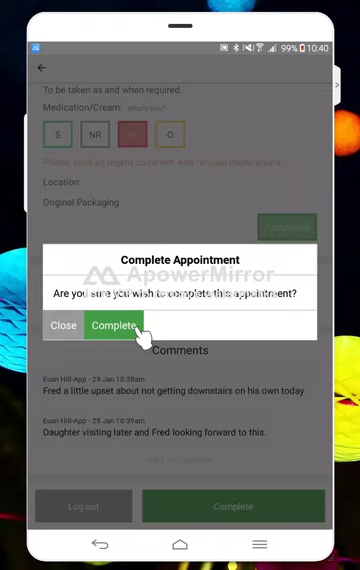 99% 10:40
To be taken as and when required.
Medication/Cream: What's this?
S NR R O
Please send an urgent comment with refused medications
Location:
Original Packaging
Complete
Complete Appointment
ApowerMirror
Are you sure you wish to complete this appointment?
Close Complete
Comments
Euan Hill-App - 29 Jan 10:38am
Fred a little upset about not getting downstairs on his own today
Euan Hill-App - 29 Jan 10:39am
Daughter visiting later and Fred looking forward to this.
Add a comment
Log out Complete